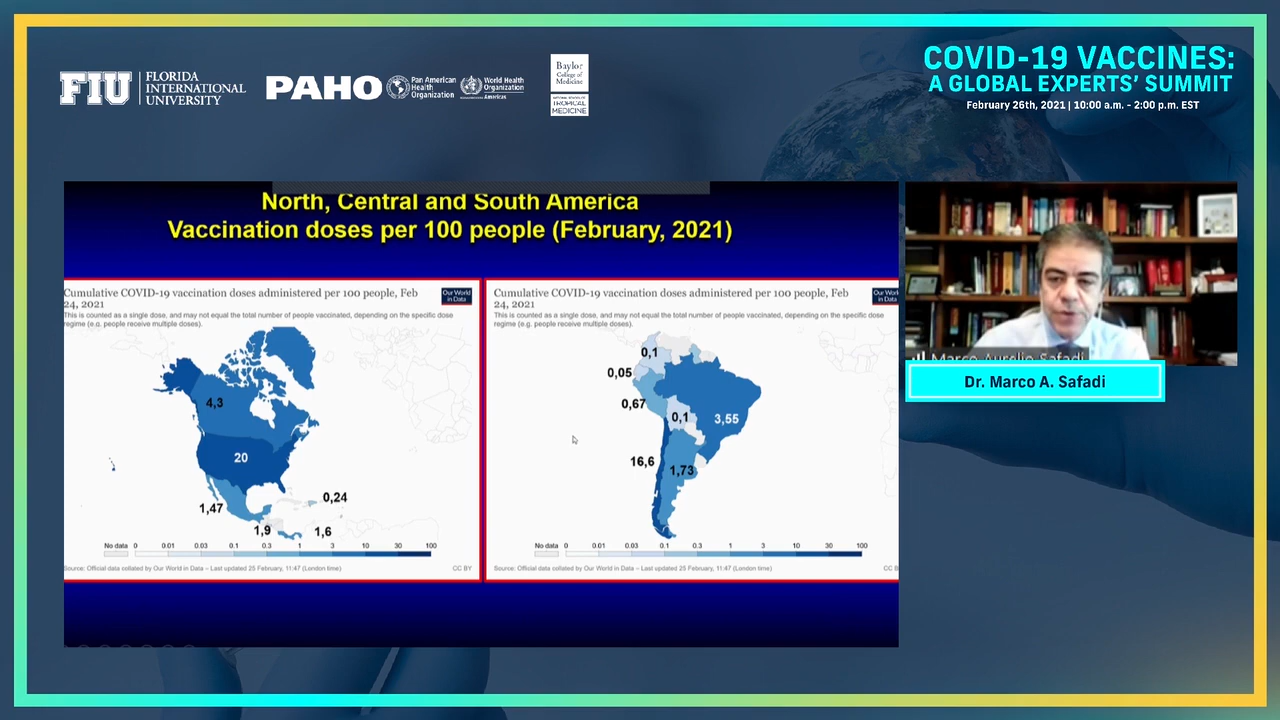 FIU
FLORIDA
INTERNATIONAL
UNIVERSITY
PAHO
Pan American
Health
Organization
World Health
Organization
Americas
Baylor
College of
Medicine
TROPICAL
MEDICINE
COVID-19 VACCINES:
A GLOBAL EXPERTS' SUMMIT
February 26th, 2021 | 10:00 a.m. - 2:00 p.m. EST
North, Central and South America
Vaccination doses per 100 people (February, 2021)
Cumulative COVID-19 vaccination doses administered per 100 people, Feb
24, 2021
Our World
in Data
This is counted as a single dose, and may not equal the total number of people vaccinated, depending on the specific dose
regime (e.g. people receive multiple doses).
4,3
20
1,47
0,24
1,9
1,6
No data 0 0.01 0.03 0.1 0.3 1 3 10 30 100
Source: Official data collated by Our World in Data – Last updated 25 February, 11:47 (London time)
CC BY
Cumulative COVID-19 vaccination doses administered per 100 people, Feb
24, 2021
Our World
in Data
This is counted as a single dose, and may not equal the total number of people vaccinated, depending on the specific dose
regime (e.g. people receive multiple doses).
0,1
0,05
0,67
0,1
3,55
16,6
1,73
No data 0 0.01 0.03 0.1 0.3 1 3 10 30 100
Source: Official data collated by Our World in Data – Last updated 25 February, 11:47 (London time)
CC B
Marco Aurelio Safadi
Dr. Marco A. Safadi